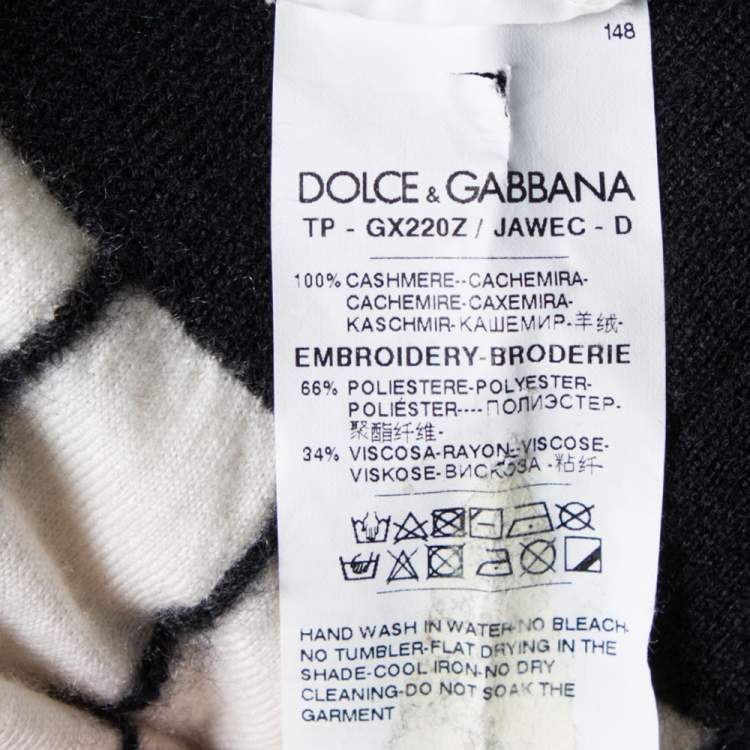 148
DOLCE & GABBANA
TP - GX220Z / JAWEC - D
100% CASHMERE--CACHEMIRA-
CACHEMIRE-CAXEMIRA-
KASCHMIR-КАШЕМИР-羊绒-
EMBROIDERY-BRODERIE
66% POLIESTERE-POLYESTER-
POLIÉSTER----ПОЛИЭСТЕР-
聚酯纤维-
34% VISCOSA-RAYON-VISCOSE-
VISKOSE-ВИСКОЗА -粘纤-
HAND WASH IN WATER-NO BLEACH-
NO TUMBLER-FLAT DRYING IN THE
SHADE-COOL IRON-NO DRY
CLEANING-DO NOT SOAK THE
GARMENT